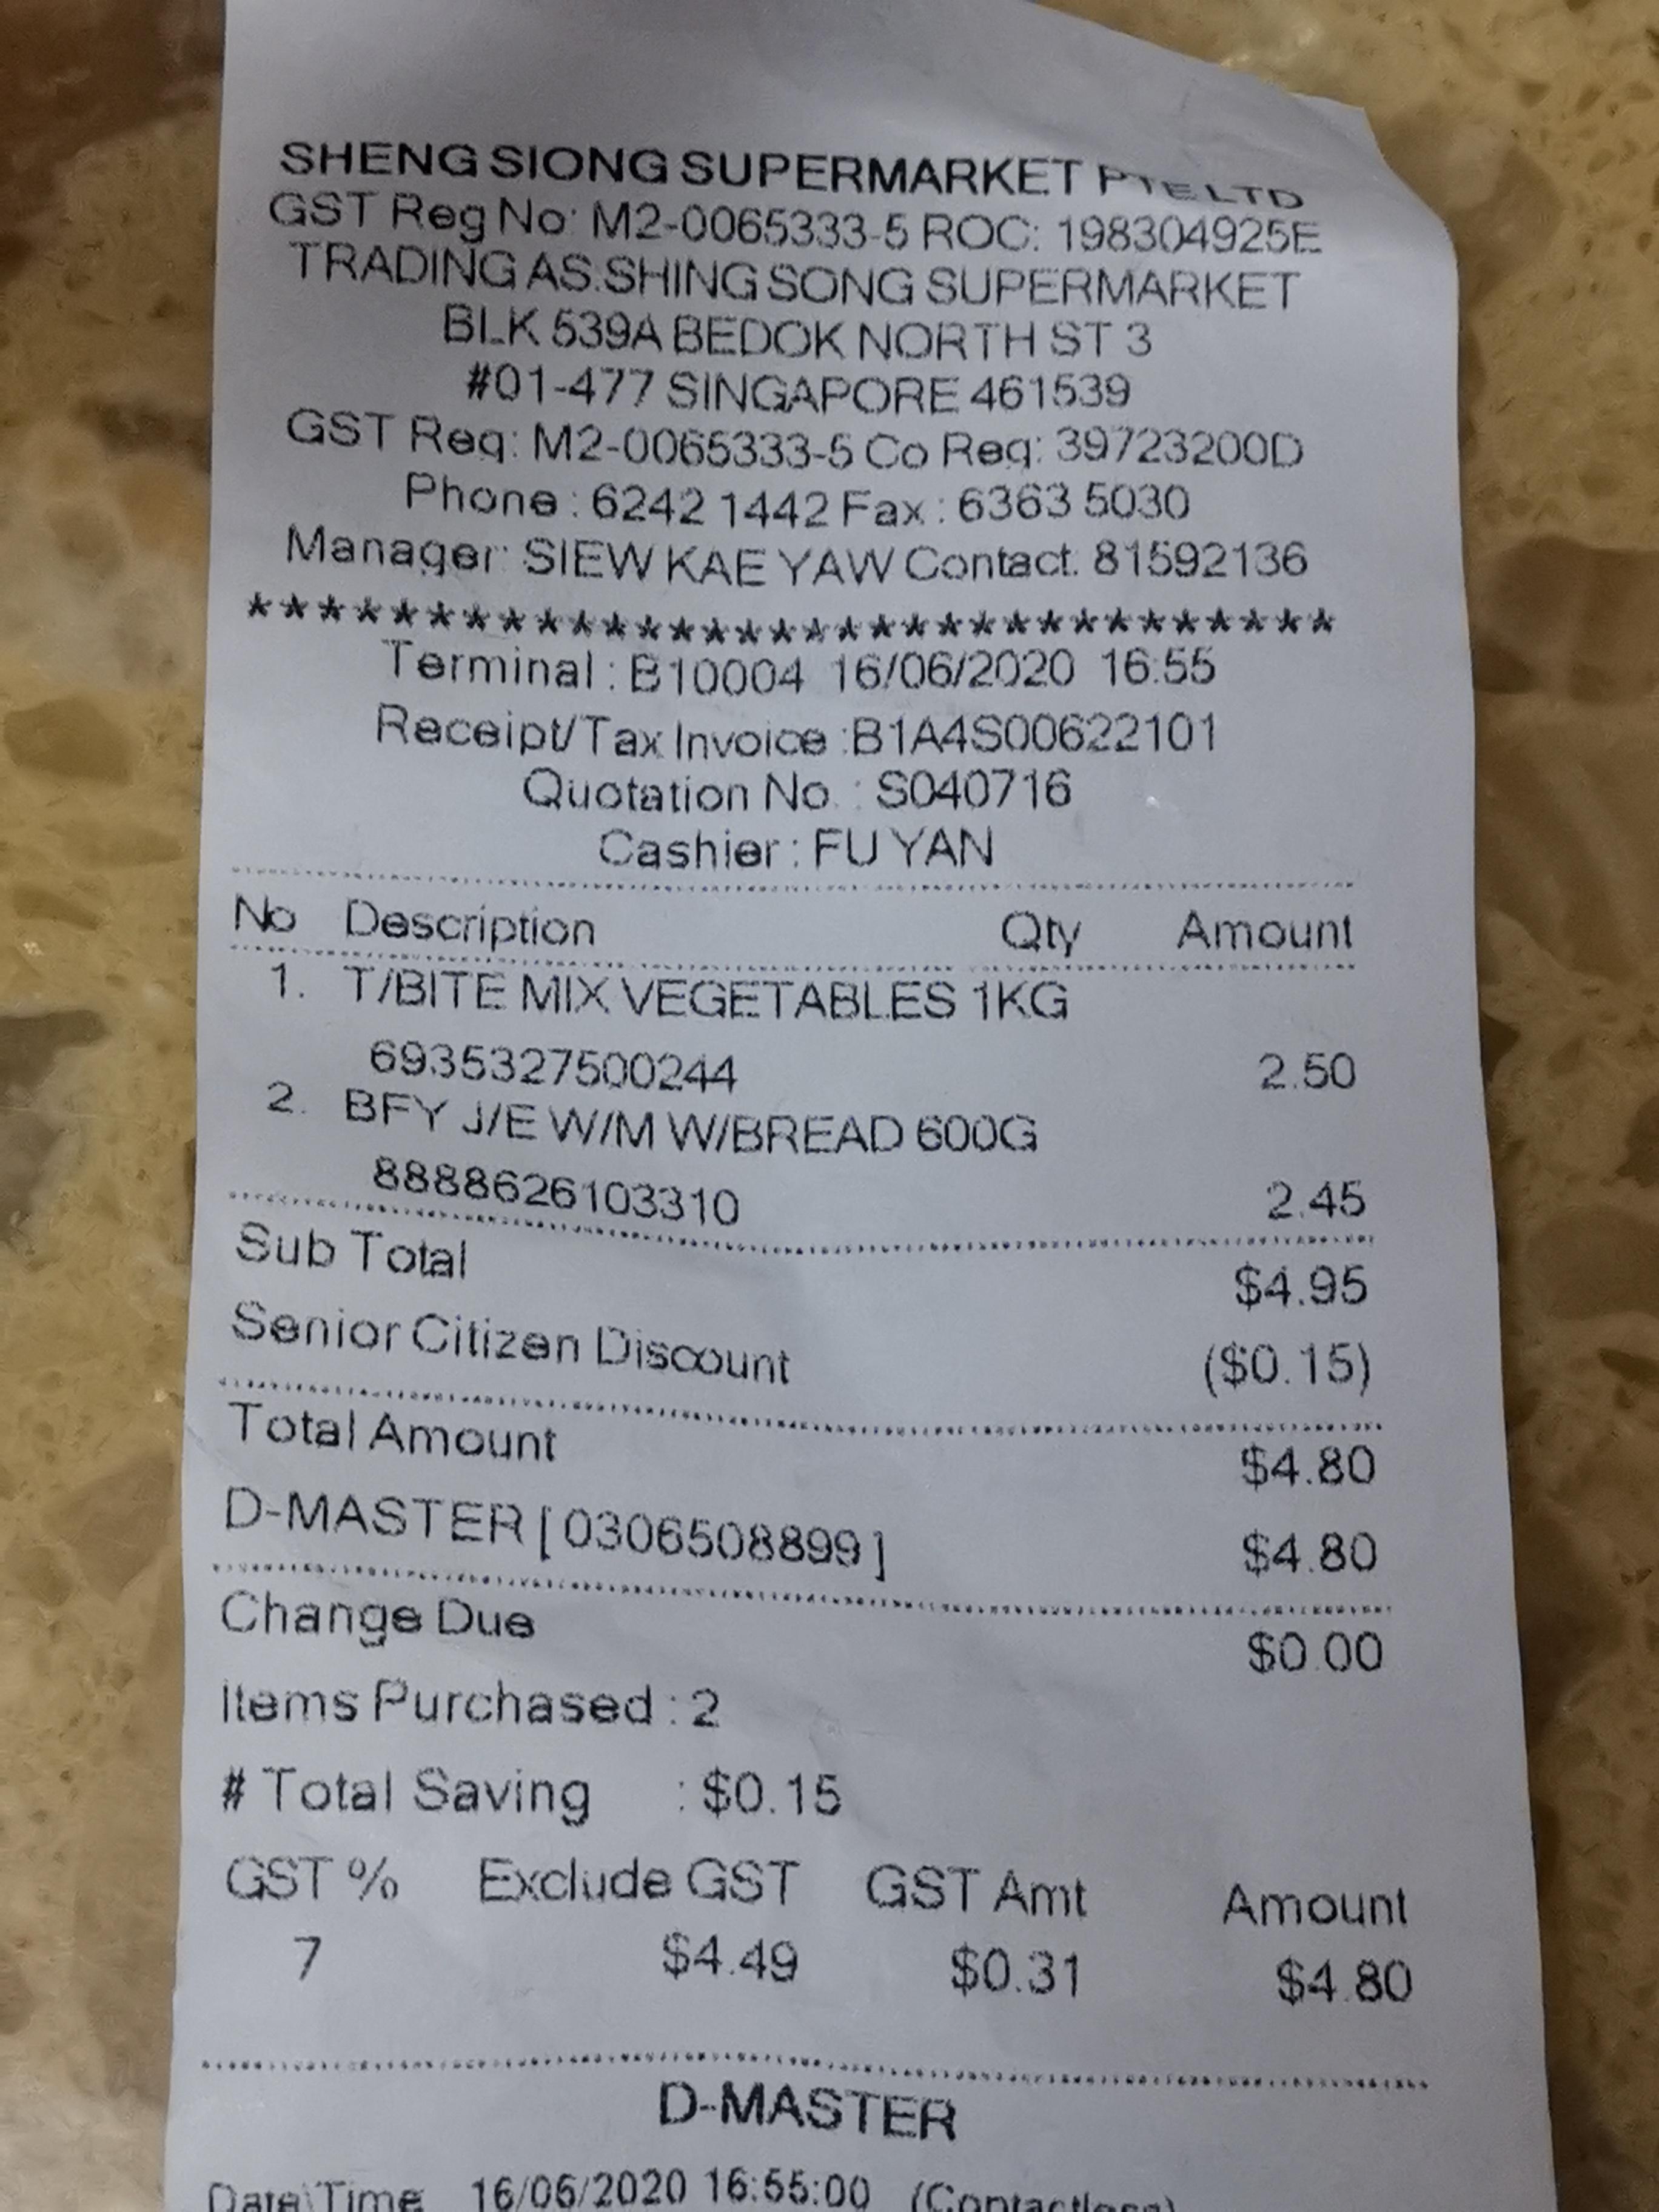 SHENG SIONG SUPERMARKET PTE LTD
GST Reg No: M2-0065333-5 ROC: 198304925E
TRADING AS.SHING SONG SUPERMARKET
BLK 539A BEDOK NORTH ST 3
#01-477 SINGAPORE 461539
GST Reg: M2-0065333-5 Co Reg: 39723200D
Phone : 6242 1442 Fax : 6363 5030
Manager: SIEW KAE YAW Contact: 81592136
********************************
Terminal : B10004 16/06/2020 16:55
Receipt/Tax Invoice :B1A4S00622101
Quotation No. : S040716
Cashier : FU YAN
No Description Qty Amount
1. T/BITE MIX VEGETABLES 1KG
6935327500244 2.50
2. BFY J/E W/M W/BREAD 600G
8888626103310 2.45
Sub Total $4.95
Senior Citizen Discount ($0.15)
Total Amount $4.80
D-MASTER [ 0306508899 ] $4.80
Change Due $0.00
Items Purchased : 2
# Total Saving : $0.15
GST % Exclude GST GST Amt Amount
7 $4.49 $0.31 $4.80
D-MASTER
Date\Time 16/06/2020 16:55:00 (Contactless)